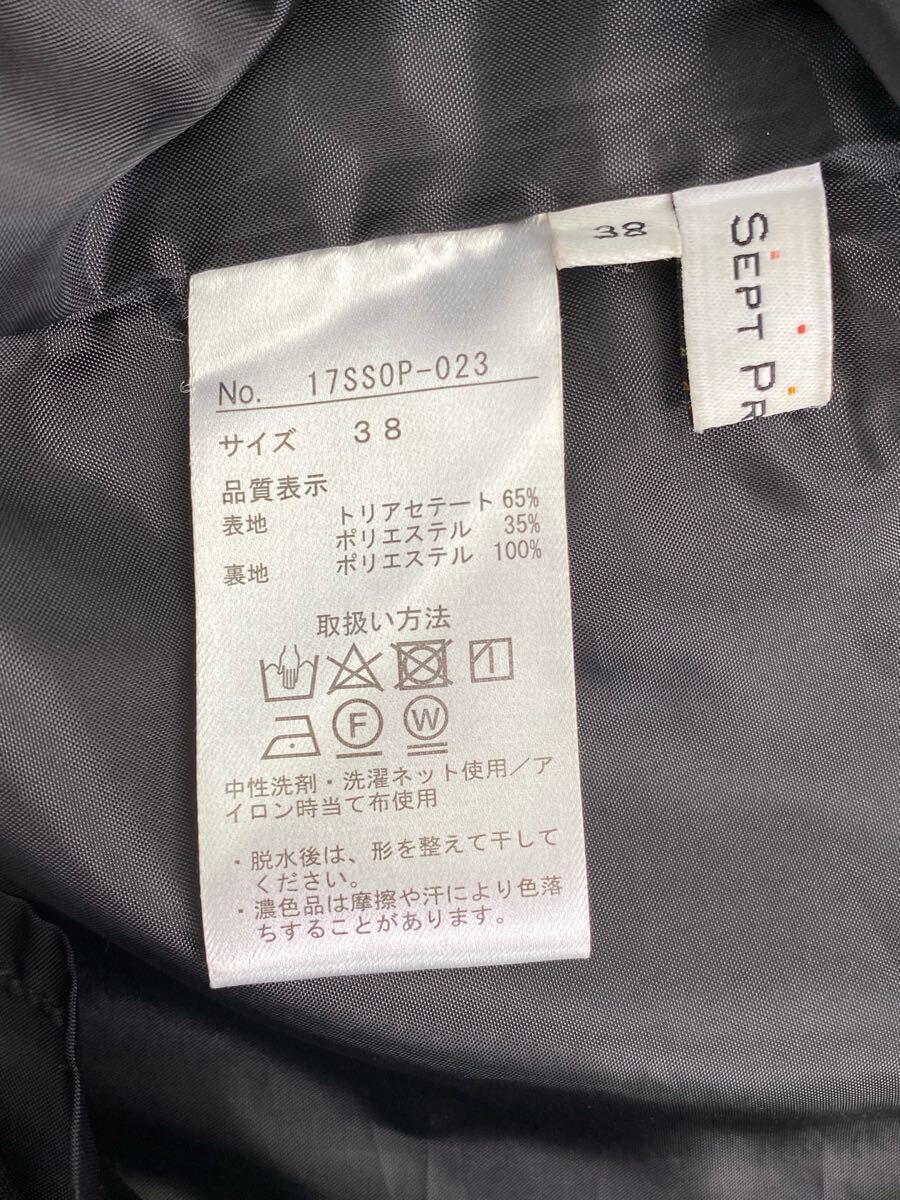 38
SEPT PR
No. 17SSOP-023
サイズ 38
品質表示
表地 トリアセテート 65%
ポリエステル 35%
裏地 ポリエステル 100%
取扱い方法
F W
中性洗剤・洗濯ネット使用/ア
イロン時当て布使用
・脱水後は、形を整えて干して
ください。
・濃色品は摩擦や汗により色落
ちすることがあります。